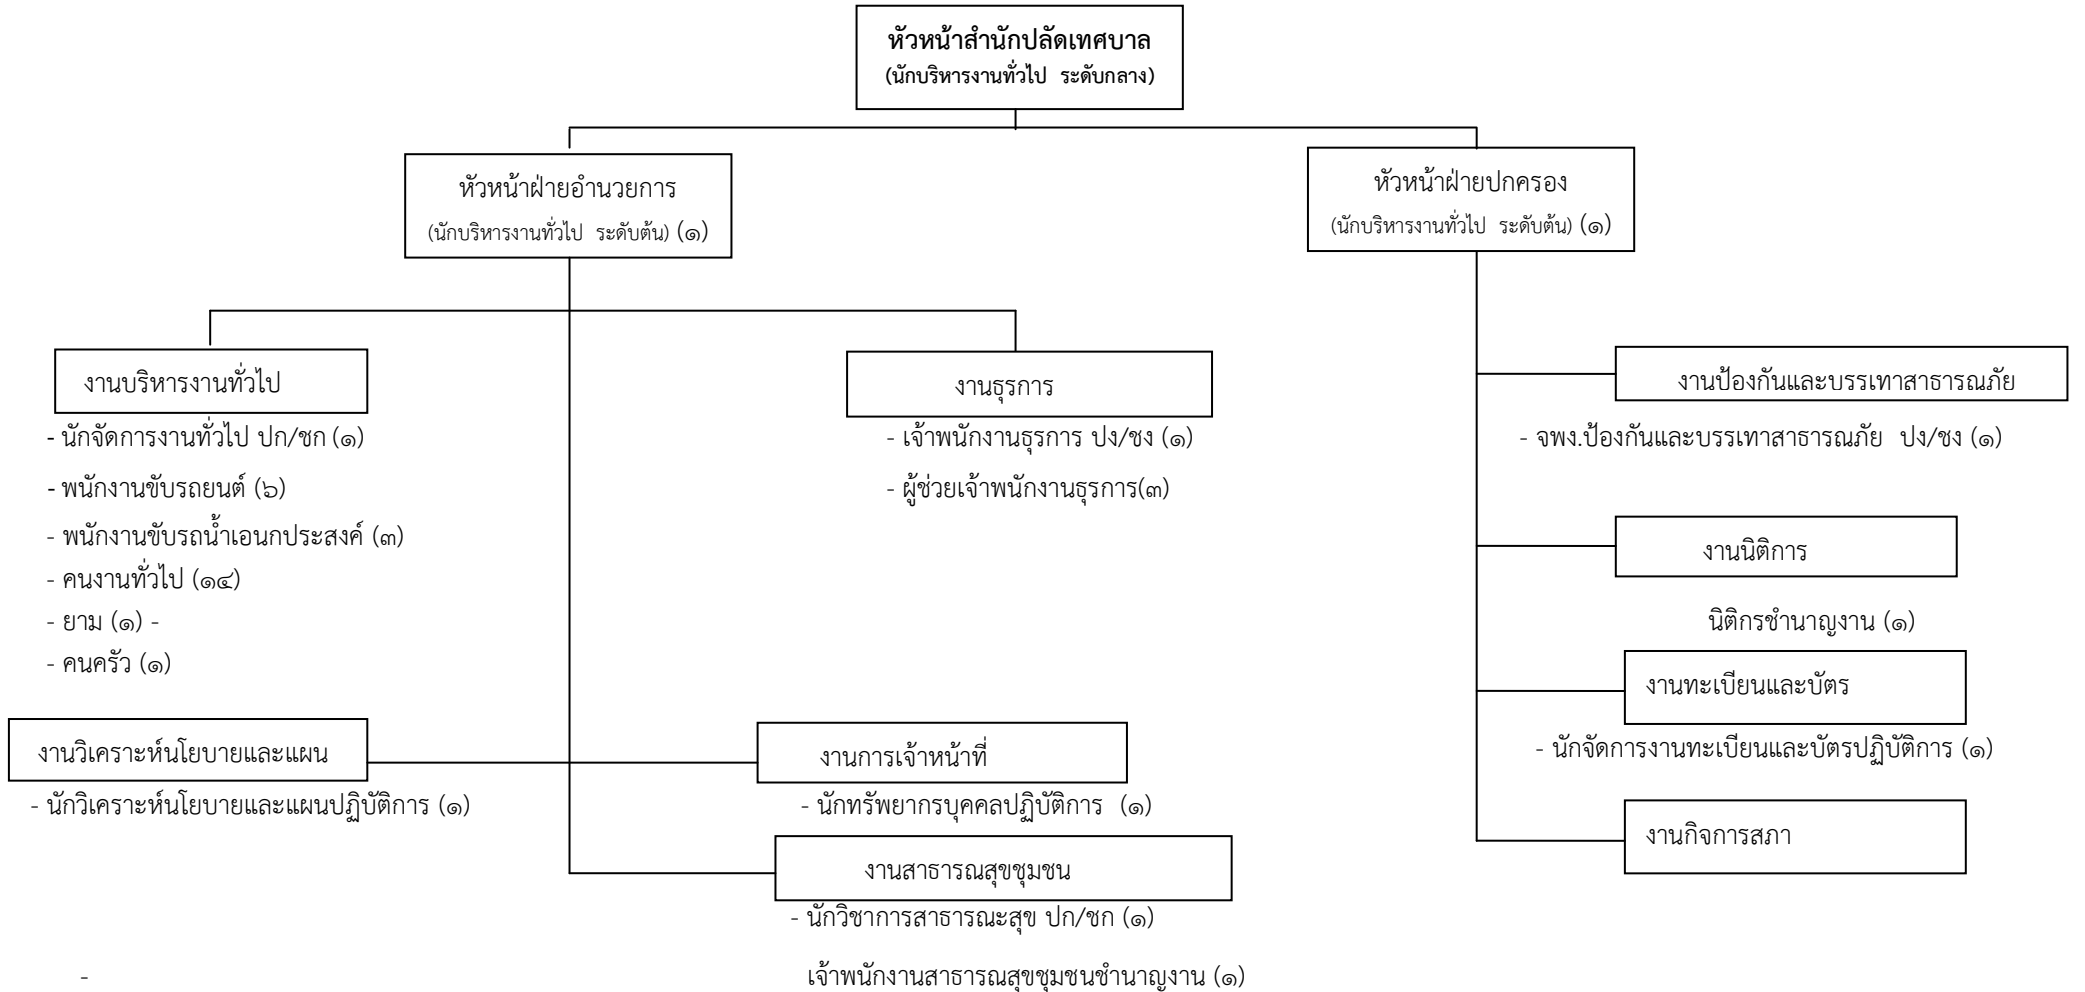 หัวหน้าสำนักปลัดเทศบาล
(นักบริหารงานทั่วไป ระดับกลาง)
หัวหน้าฝ่ายอำนวยการ
(นักบริหารงานทั่วไป ระดับต้น) (๑)
หัวหน้าฝ่ายปกครอง
(นักบริหารงานทั่วไป ระดับต้น) (๑)
งานบริหารงานทั่วไป
- นักจัดการงานทั่วไป ปก/ชก (๑)
- พนักงานขับรถยนต์ (๖)
- พนักงานขับรถน้ำเอนกประสงค์ (๓)
- คนงานทั่วไป (๑๔)
- ยาม (๑) -
- คนครัว (๑)
งานธุรการ
- เจ้าพนักงานธุรการ ปง/ชง (๑)
- ผู้ช่วยเจ้าพนักงานธุรการ(๓)
งานวิเคราะห์นโยบายและแผน
- นักวิเคราะห์นโยบายและแผนปฏิบัติการ (๑)
งานการเจ้าหน้าที่
- นักทรัพยากรบุคคลปฏิบัติการ (๑)
งานสาธารณสุขชุมชน
- นักวิชาการสาธารณะสุข ปก/ชก (๑)
-
เจ้าพนักงานสาธารณสุขชุมชนชำนาญงาน (๑)
งานป้องกันและบรรเทาสาธารณภัย
- จพง.ป้องกันและบรรเทาสาธารณภัย ปง/ชง (๑)
งานนิติการ
นิติกรชำนาญงาน (๑)
งานทะเบียนและบัตร
- นักจัดการงานทะเบียนและบัตรปฏิบัติการ (๑)
งานกิจการสภา